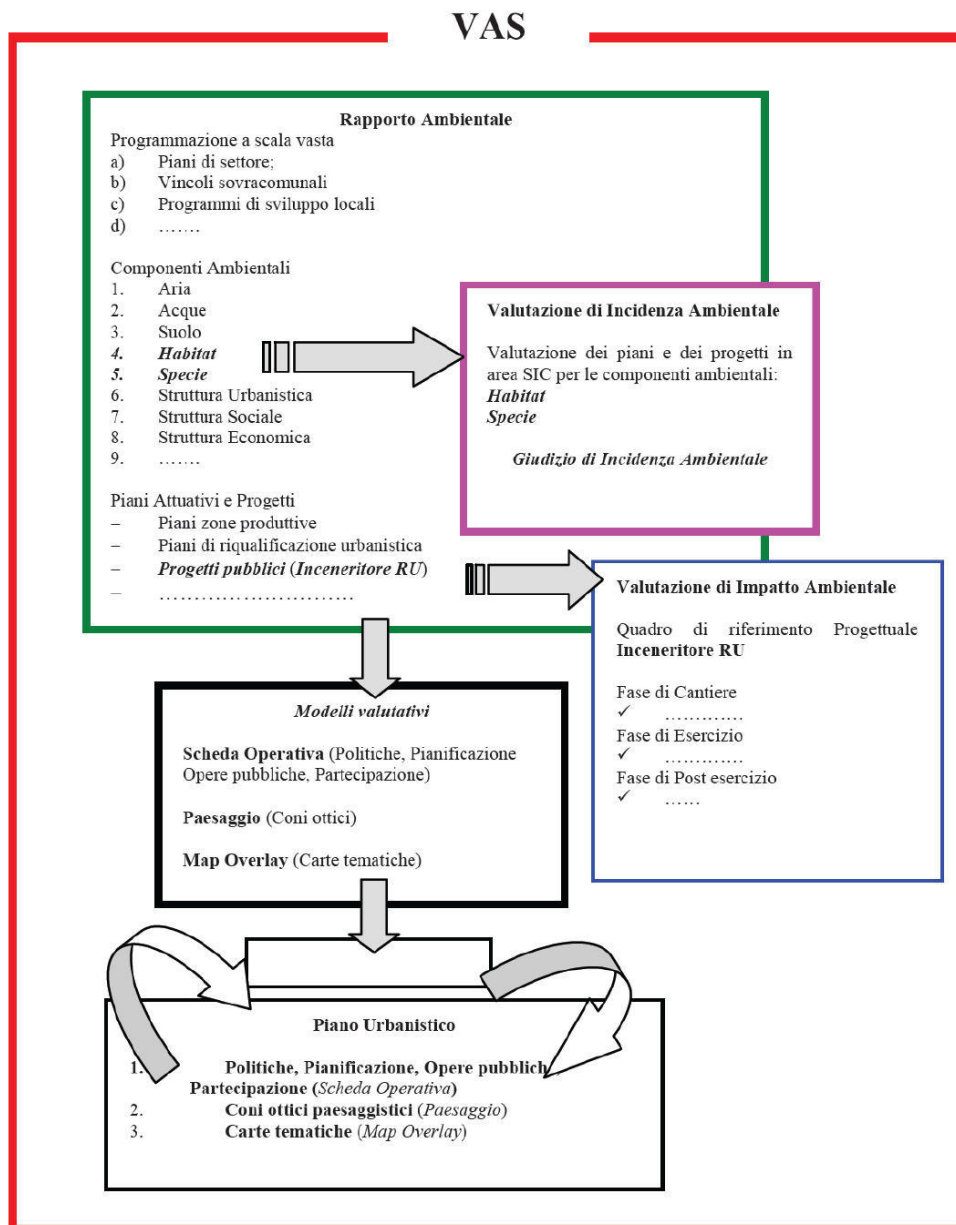 VAS
Rapporto Ambientale
Programmazione a scala vasta
a) Piani di settore;
b) Vincoli sovracomunali
c) Programmi di sviluppo locali
d) …….
Componenti Ambientali
1. Aria
2. Acque
3. Suolo
4. Habitat
5. Specie
6. Struttura Urbanistica
7. Struttura Sociale
8. Struttura Economica
9. …….
Piani Attuativi e Progetti
– Piani zone produttive
– Piani di riqualificazione urbanistica
– Progetti pubblici (Inceneritore RU)
– ………………………
Valutazione di Incidenza Ambientale
Valutazione dei piani e dei progetti in
area SIC per le componenti ambientali:
Habitat
Specie
Giudizio di Incidenza Ambientale
Valutazione di Impatto Ambientale
Quadro di riferimento Progettuale
Inceneritore RU
Fase di Cantiere
✓ ………….
Fase di Esercizio
✓ ………….
Fase di Post esercizio
✓ ……
Modelli valutativi
Scheda Operativa (Politiche, Pianificazione
Opere pubbliche, Partecipazione)
Paesaggio (Coni ottici)
Map Overlay (Carte tematiche)
Piano Urbanistico
1. Politiche, Pianificazione, Opere pubblich
Partecipazione (Scheda Operativa)
2. Coni ottici paesaggistici (Paesaggio)
3. Carte tematiche (Map Overlay)